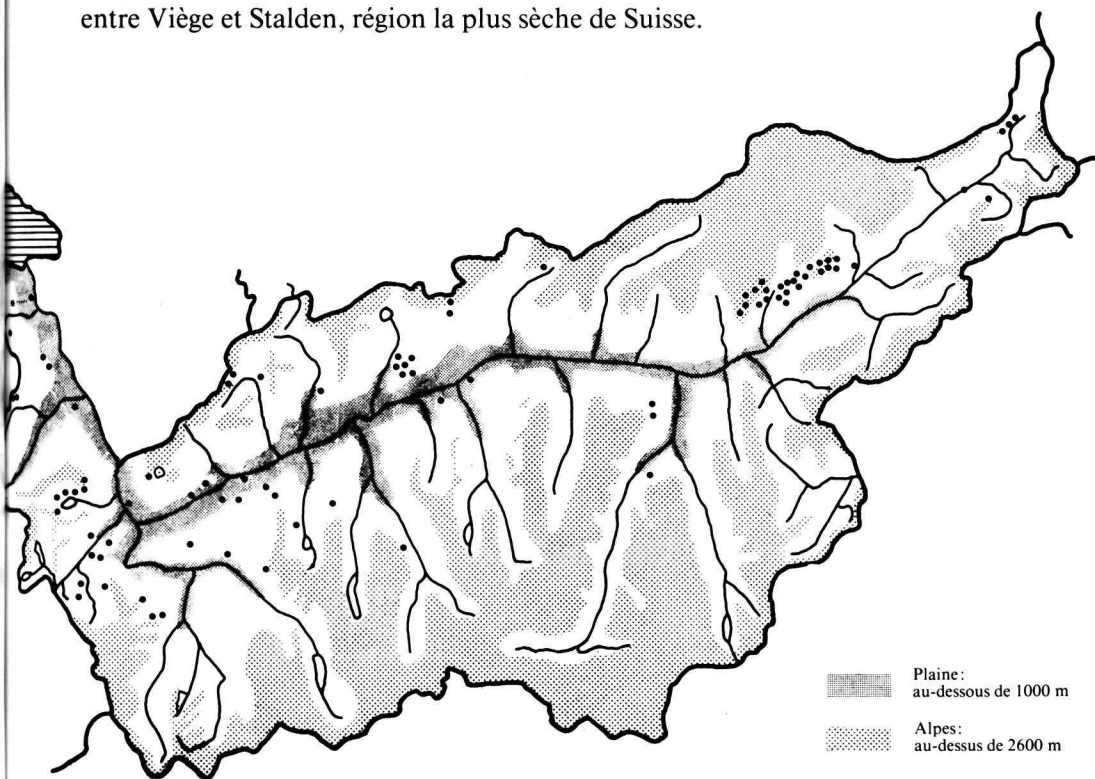 entre Viège et Stalden, région la plus sèche de Suisse.
Plaine:
au-dessous de 1000 m
Alpes:
au-dessus de 2600 m